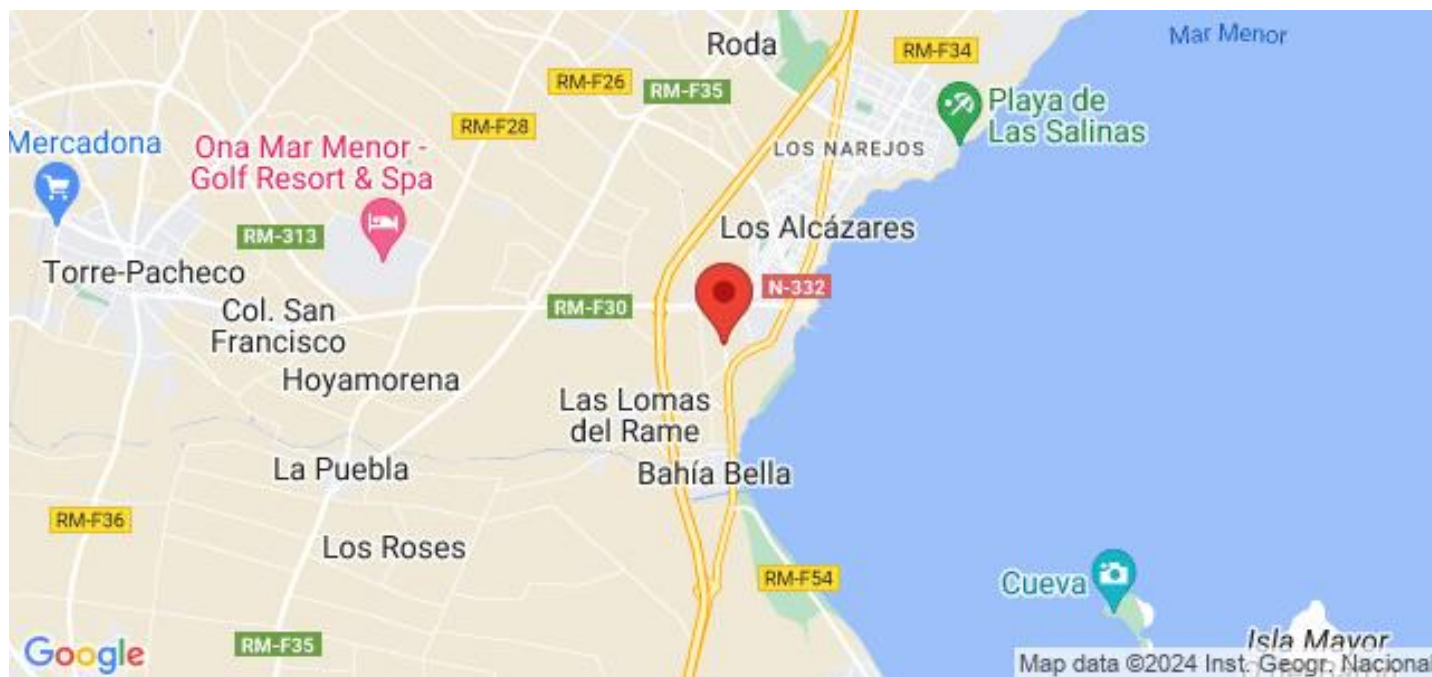 Mar Menor
Roda
RM-F34
RM-F26
RM-F35
Playa de
Las Salinas
RM-F28
Mercadona
Ona Mar Menor -
Golf Resort & Spa
LOS NAREJOS
RM-313
Los Alcázares
Torre-Pacheco
N-332
Col. San
Francisco
RM-F30
Hoyamorena
Las Lomas
del Rame
La Puebla
Bahía Bella
RM-F36
Los Roses
RM-F54
Cueva
Isla Mayor
RM-F35
Google
Map data ©2024 Inst. Geogr. Nacional